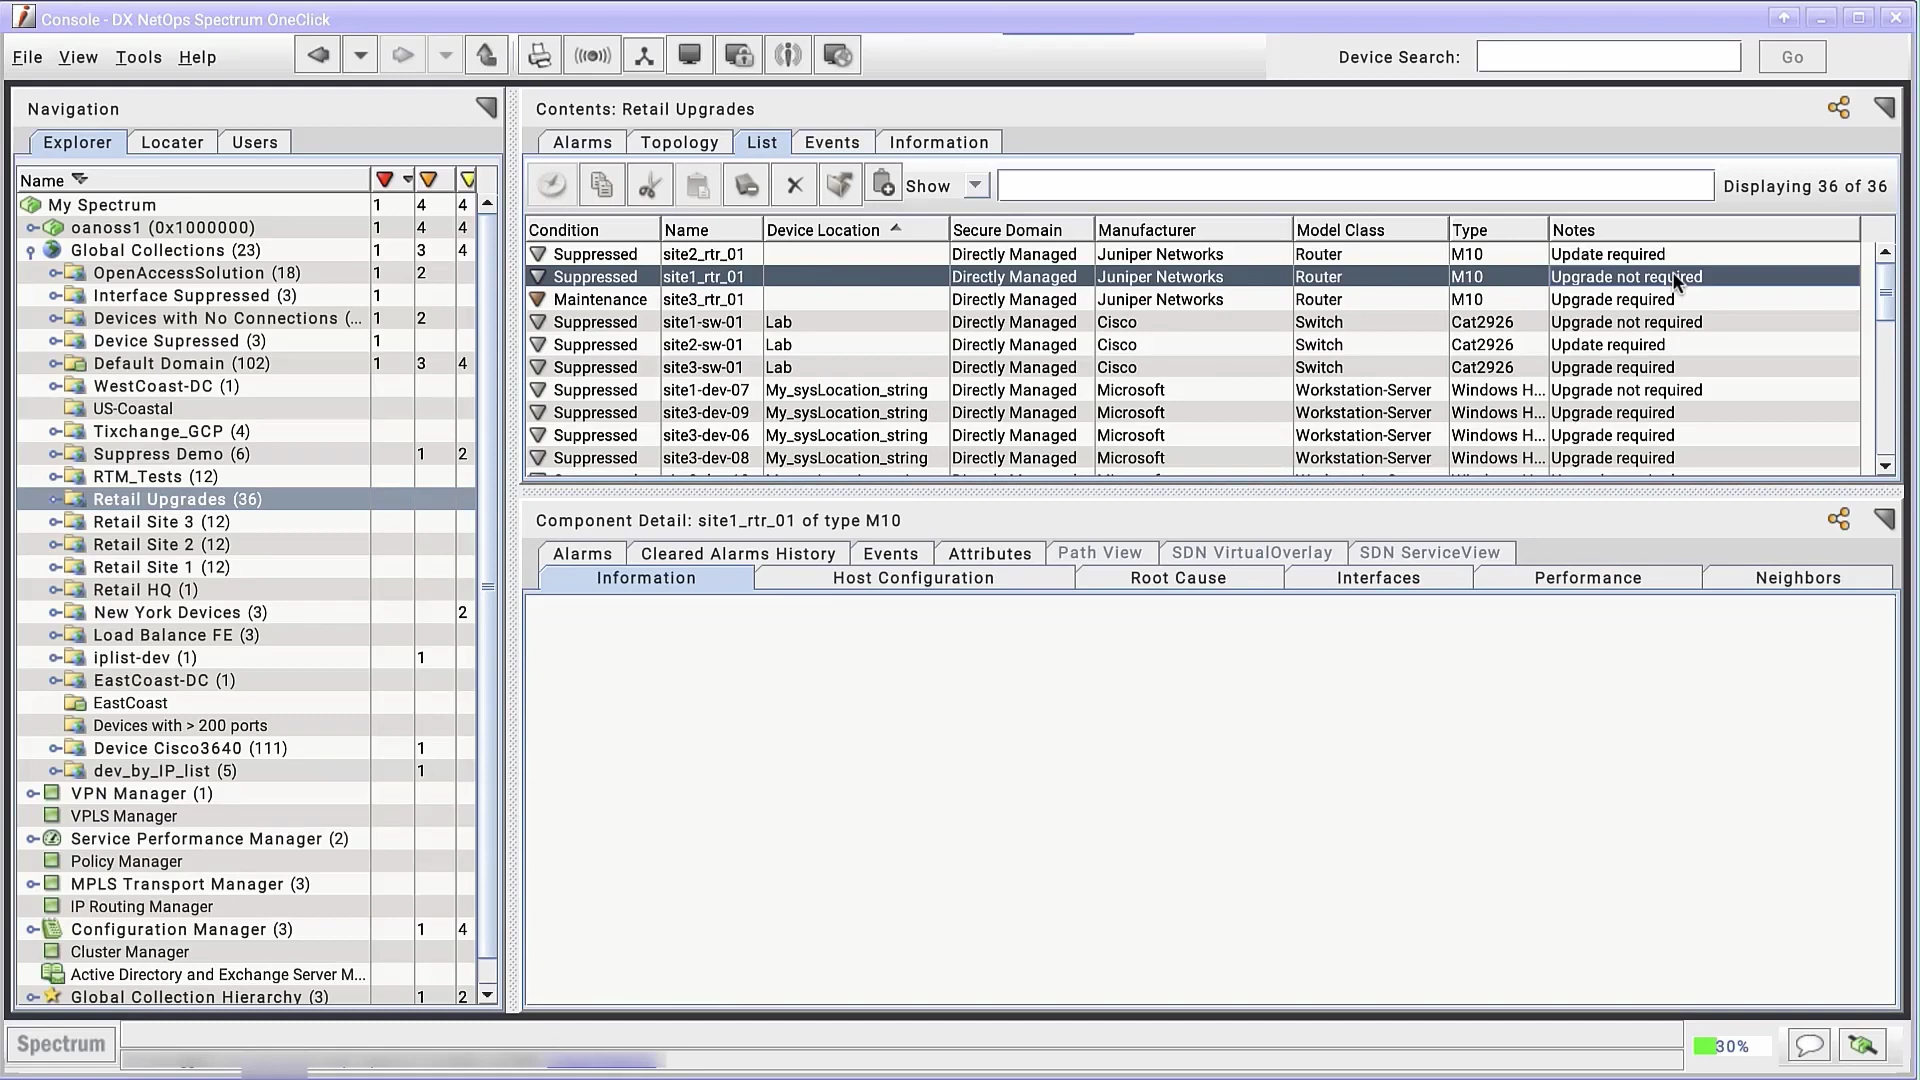 Console - DX NetOps Spectrum OneClick
File View Tools Help
Device Search: Go
Navigation
Explorer Locater Users
Name
My Spectrum 1 4 4
oanoss1 (0x1000000) 1 4 4
Global Collections (23) 1 3 4
OpenAccessSolution (18) 1 2
Interface Suppressed (3) 1
Devices with No Connections (... 1 2
Device Supressed (3) 1
Default Domain (102) 1 3 4
WestCoast-DC (1)
US-Coastal
Tixchange_GCP (4)
Suppress Demo (6) 1 2
RTM_Tests (12)
Retail Upgrades (36)
Retail Site 3 (12)
Retail Site 2 (12)
Retail Site 1 (12)
Retail HQ (1)
New York Devices (3) 2
Load Balance FE (3)
iplist-dev (1) 1
EastCoast-DC (1)
EastCoast
Devices with > 200 ports
Device Cisco3640 (111) 1
dev_by_IP_list (5) 1
VPN Manager (1)
VPLS Manager
Service Performance Manager (2)
Policy Manager
MPLS Transport Manager (3)
IP Routing Manager
Configuration Manager (3) 1 4
Cluster Manager
Active Directory and Exchange Server M...
Global Collection Hierarchy (3) 1 2
Contents: Retail Upgrades
Alarms Topology List Events Information
Show Displaying 36 of 36
Condition Name Device Location Secure Domain Manufacturer Model Class Type Notes
Suppressed site2_rtr_01 Directly Managed Juniper Networks Router M10 Update required
Suppressed site1_rtr_01 Directly Managed Juniper Networks Router M10 Upgrade not required
Maintenance site3_rtr_01 Directly Managed Juniper Networks Router M10 Upgrade required
Suppressed site1-sw-01 Lab Directly Managed Cisco Switch Cat2926 Upgrade not required
Suppressed site2-sw-01 Lab Directly Managed Cisco Switch Cat2926 Update required
Suppressed site3-sw-01 Lab Directly Managed Cisco Switch Cat2926 Upgrade required
Suppressed site1-dev-07 My_sysLocation_string Directly Managed Microsoft Workstation-Server Windows H... Upgrade not required
Suppressed site3-dev-09 My_sysLocation_string Directly Managed Microsoft Workstation-Server Windows H... Upgrade required
Suppressed site3-dev-06 My_sysLocation_string Directly Managed Microsoft Workstation-Server Windows H... Upgrade required
Suppressed site3-dev-08 My_sysLocation_string Directly Managed Microsoft Workstation-Server Windows H... Upgrade required
Component Detail: site1_rtr_01 of type M10
Alarms Cleared Alarms History Events Attributes Path View SDN VirtualOverlay SDN ServiceView
Information Host Configuration Root Cause Interfaces Performance Neighbors
Spectrum 30%